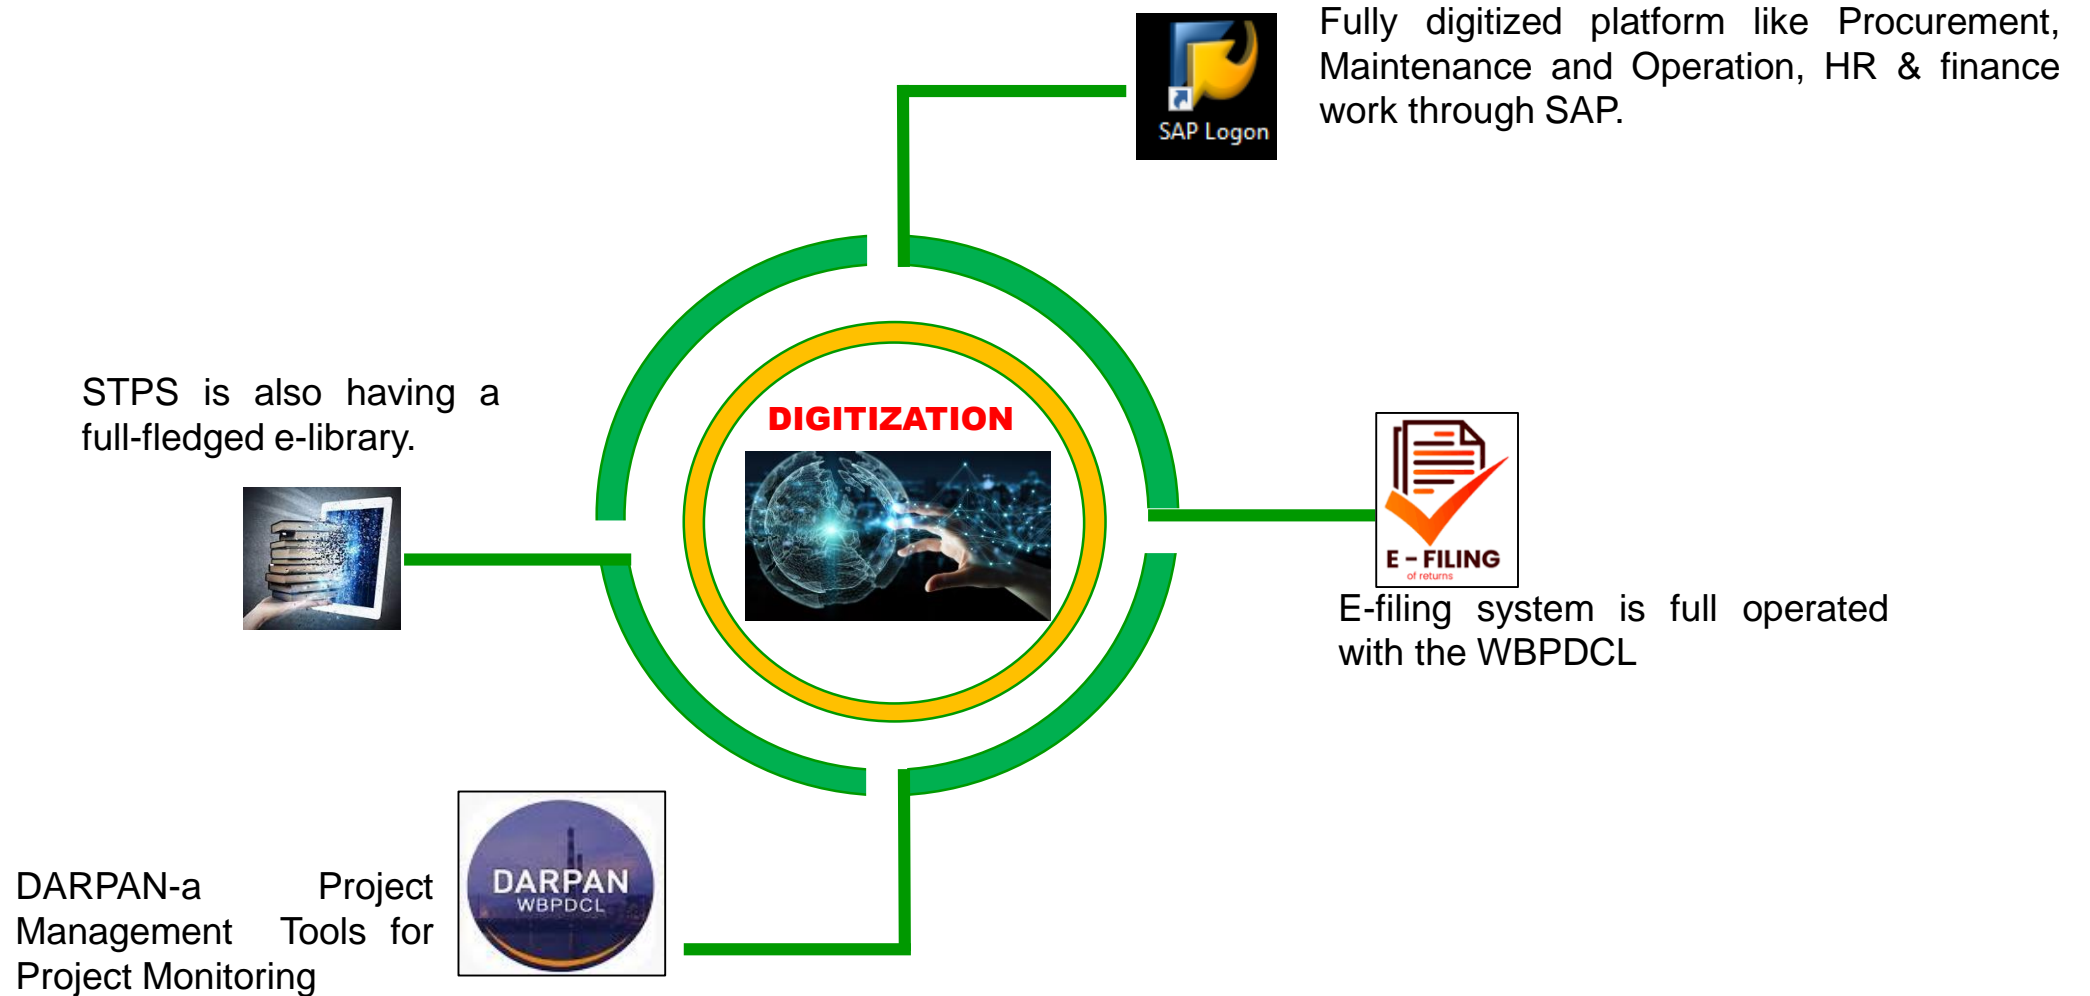 Fully digitized platform like Procurement,
Maintenance and Operation, HR & finance
work through SAP.
SAP Logon
STPS is also having a
full-fledged e-library.
DIGITIZATION
E – FILING
of returns
E-filing system is full operated
with the WBPDCL
DARPAN
WBPDCL
DARPAN-a Project
Management Tools for
Project Monitoring